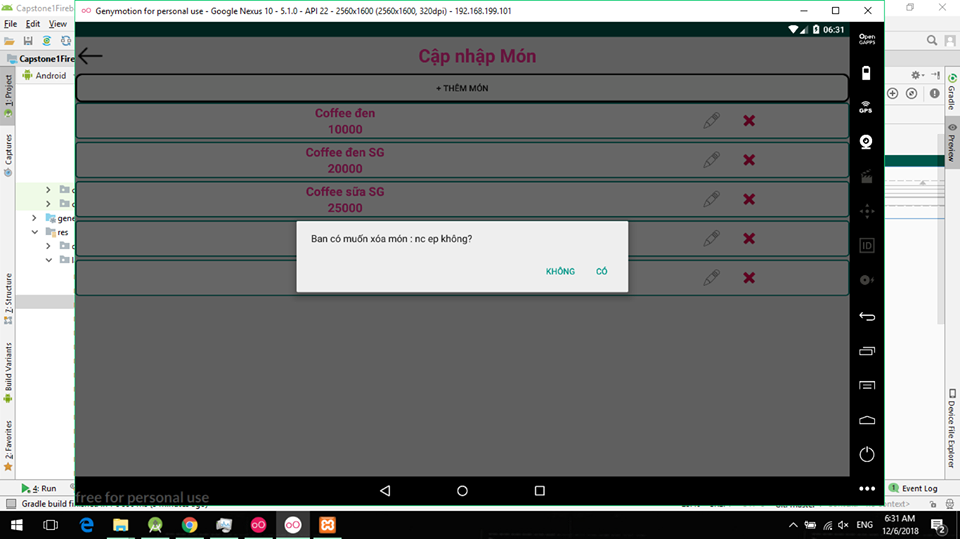 Capstone1Fireb
Genymotion for personal use - Google Nexus 10 - 5.1.0 - API 22 - 2560x1600 (2560x1600, 320dpi) - 192.168.199.101
File Edit View
06:31
Open
GAPPS
Capstone1Fire
Cập nhập Món
Android
+ THÊM MÓN
1: Project
Gradle
Coffee đen
10000
GPS
Captures
Preview
Coffee đen SG
20000
Coffee sữa SG
25000
gene
res
Ban có muốn xóa món : nc ep không?
ID
KHÔNG CÓ
7: Structure
Build Variants
2: Favorites
Device File Explorer
4: Run
free for personal use
Event Log
Gradle build
ENG
6:31 AM
12/6/2018
2